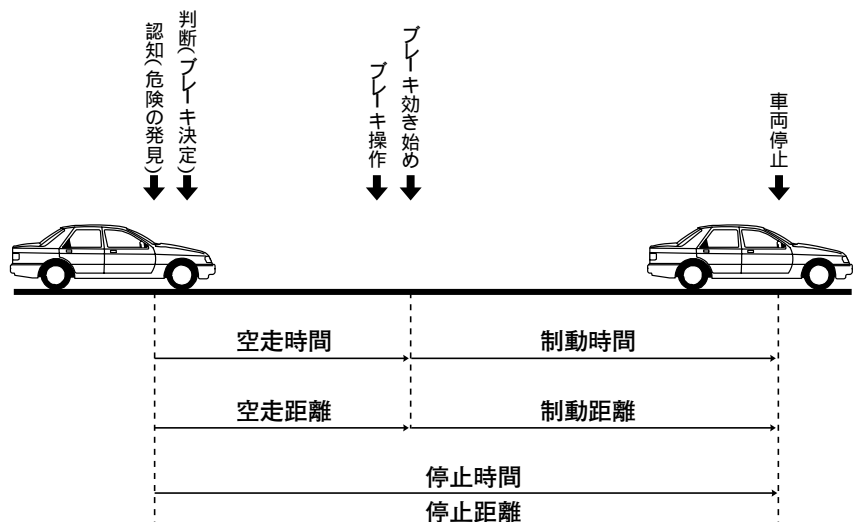 認知(危険の発見)
判断(ブレーキ決定)
ブレーキ操作
ブレーキ効き始め
車両停止
空走時間
制動時間
空走距離
制動距離
停止時間
停止距離